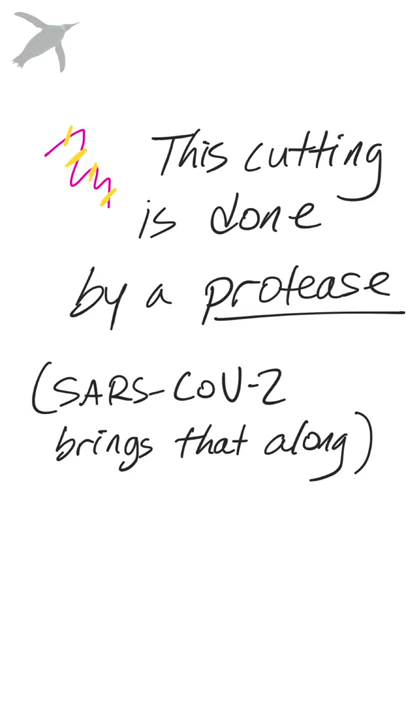 This cutting
is done
by a protease
(SARS-CoV-2
brings that along)